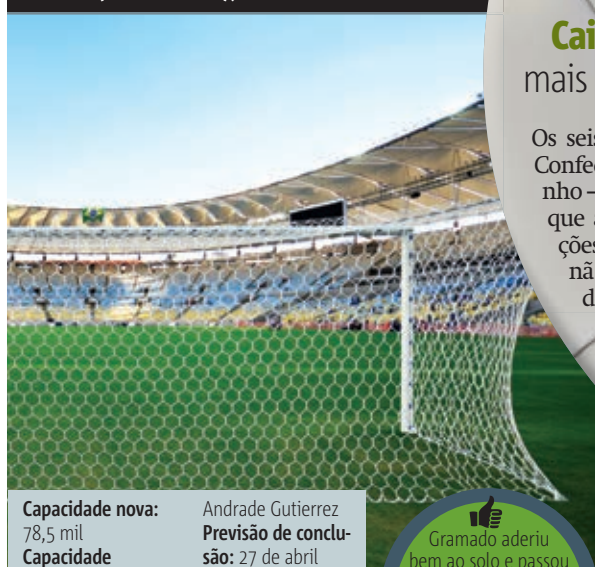 Cai
mais
Os seis
Confe
nho –
que
ções
nã
d
Capacidade nova:
78,5 mil
Capacidade
Andrade Gutierrez
Previsão de conclu-
são: 27 de abril
Gramado aderiu
bem ao solo e passou